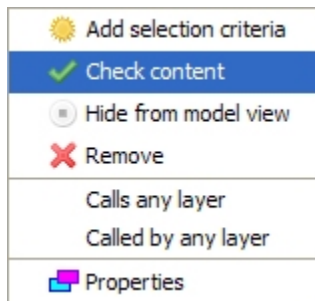 Add selection criteria
Check content
Hide from model view
Remove
Calls any layer
Called by any layer
Properties